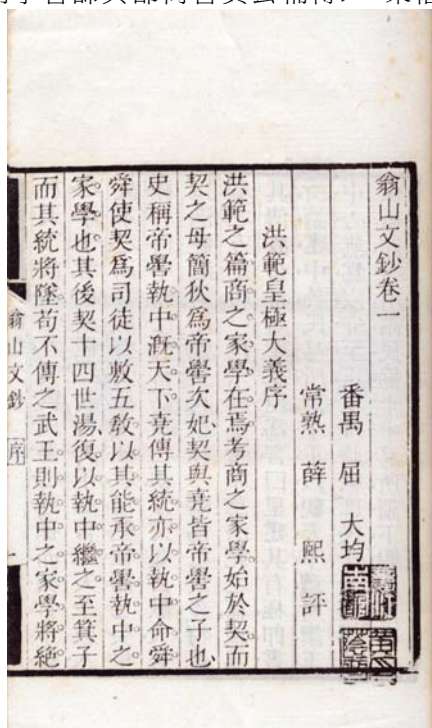 翁山文鈔卷一
番禺 屈 大均
常熟 薛 熙 評
洪範皇極大義序
洪範之篇商之家學在焉考商之家學始於契而
契之母簡狄爲帝嚳次妃契與堯皆帝嚳之子也
史稱帝嚳執中溉天下堯傳其統亦以執中命舜
舜使契爲司徒以敷五敎以其能承帝嚳執中之
家學也其後契十四世湯復以執中繼之至箕子
而其統將墜苟不傳之武王則執中之家學將絕
翁山文鈔 序 一